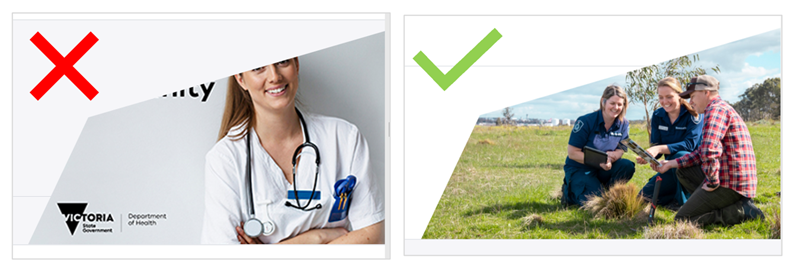 nity
VICTORIA
State
Government
Department
of Health